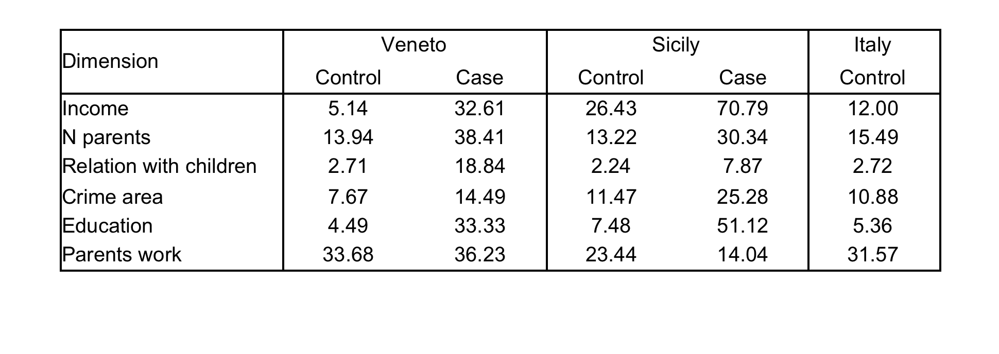 Dimension Veneto Sicily Italy
Control Case Control Case Control
Income 5.14 32.61 26.43 70.79 12.00
N parents 13.94 38.41 13.22 30.34 15.49
Relation with children 2.71 18.84 2.24 7.87 2.72
Crime area 7.67 14.49 11.47 25.28 10.88
Education 4.49 33.33 7.48 51.12 5.36
Parents work 33.68 36.23 23.44 14.04 31.57